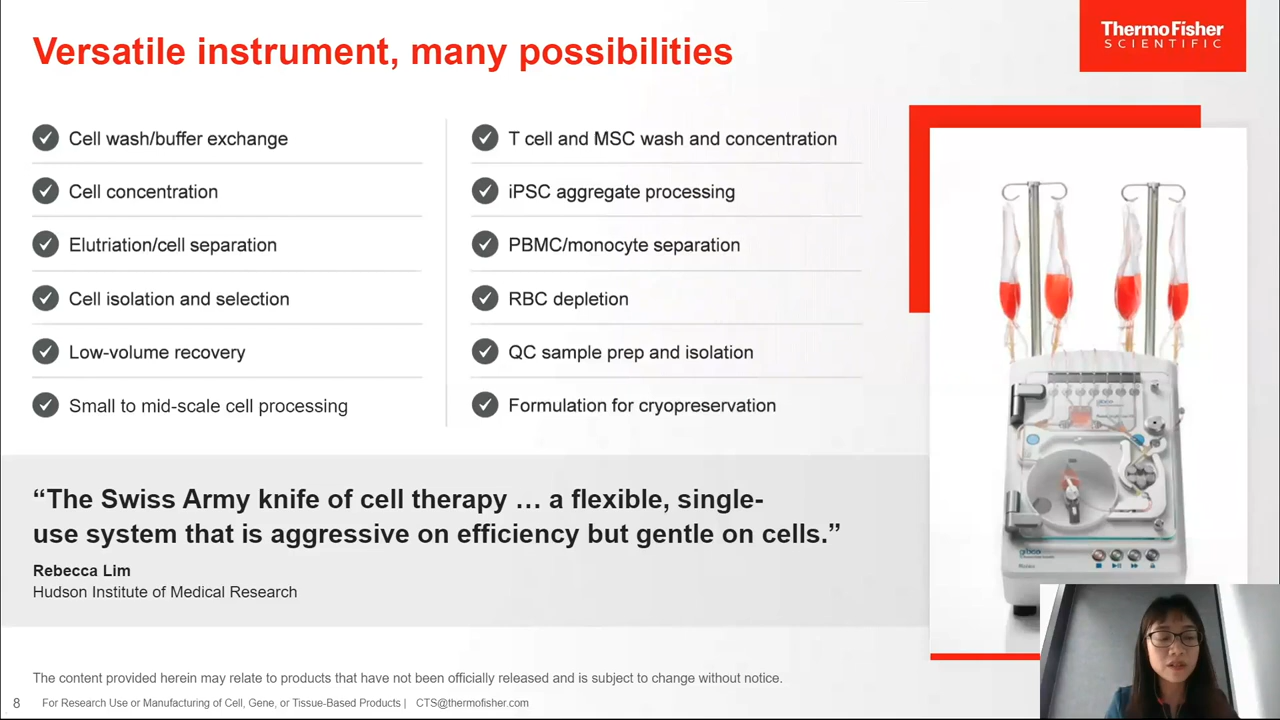 Versatile instrument, many possibilities
ThermoFisher
SCIENTIFIC
Cell wash/buffer exchange
Cell concentration
Elutriation/cell separation
Cell isolation and selection
Low-volume recovery
Small to mid-scale cell processing
T cell and MSC wash and concentration
iPSC aggregate processing
PBMC/monocyte separation
RBC depletion
QC sample prep and isolation
Formulation for cryopreservation
“The Swiss Army knife of cell therapy … a flexible, single-
use system that is aggressive on efficiency but gentle on cells.”
Rebecca Lim
Hudson Institute of Medical Research
gibco
gibco
The content provided herein may relate to products that have not been officially released and is subject to change without notice.
8 For Research Use or Manufacturing of Cell, Gene, or Tissue-Based Products | CTS@thermofisher.com